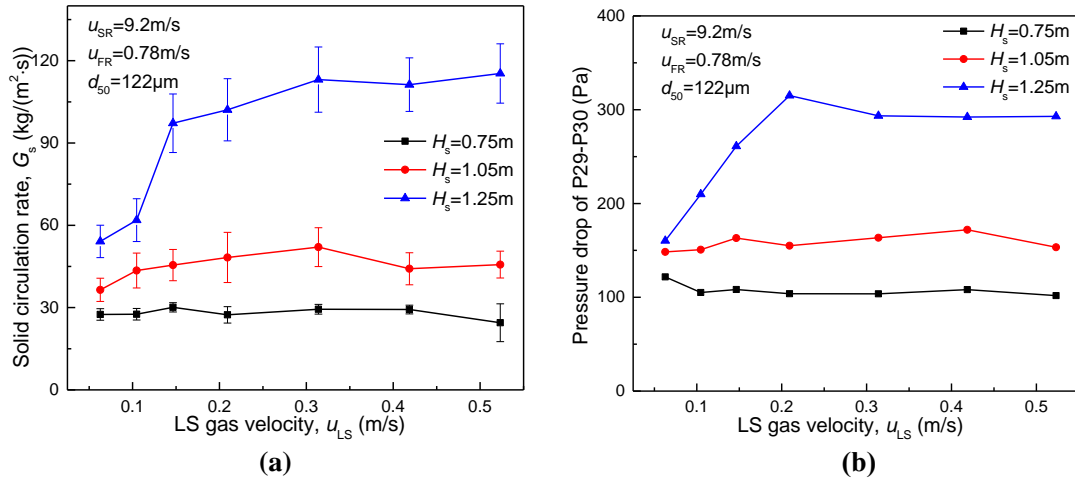 u_SR=9.2m/s
u_FR=0.78m/s
d_50=122μm
H_s=0.75m
H_s=1.05m
H_s=1.25m
0
30
60
90
120
0.1
0.2
0.3
0.4
0.5
Solid circulation rate, G_s (kg/(m²·s))
LS gas velocity, u_LS (m/s)
(a)
u_SR=9.2m/s
u_FR=0.78m/s
d_50=122μm
H_s=0.75m
H_s=1.05m
H_s=1.25m
0
100
200
300
400
0.1
0.2
0.3
0.4
0.5
Pressure drop of P29-P30 (Pa)
LS gas velocity, u_LS (m/s)
(b)